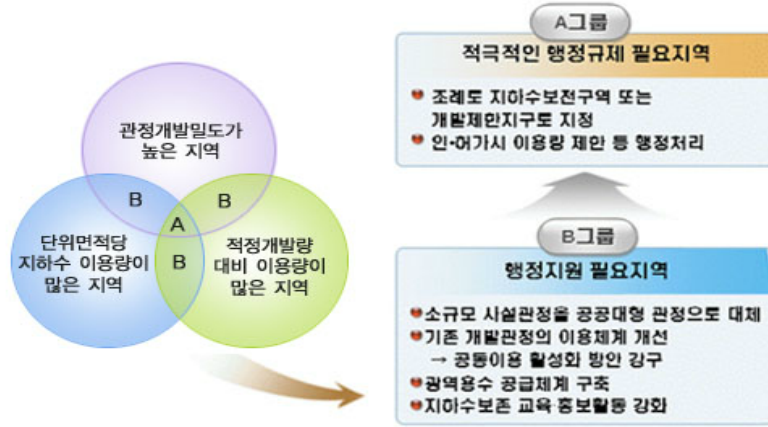 관정개발밀도가
높은 지역
B
B
A
단위면적당
지하수 이용량이
많은 지역
B
적정개발량
대비 이용량이
많은 지역
A그룹
적극적인 행정규제 필요지역
조례로 지하수보전구역 또는
개발제한지구로 지정
인·허가시 이용량 제한 등 행정처리
B그룹
행정지원 필요지역
소규모 사설관정을 공공대형 관정으로 대체
기존 개발관정의 이용체계 개선
→ 공동이용 활성화 방안 강구
광역용수 공급체계 구축
지하수보존 교육·홍보활동 강화